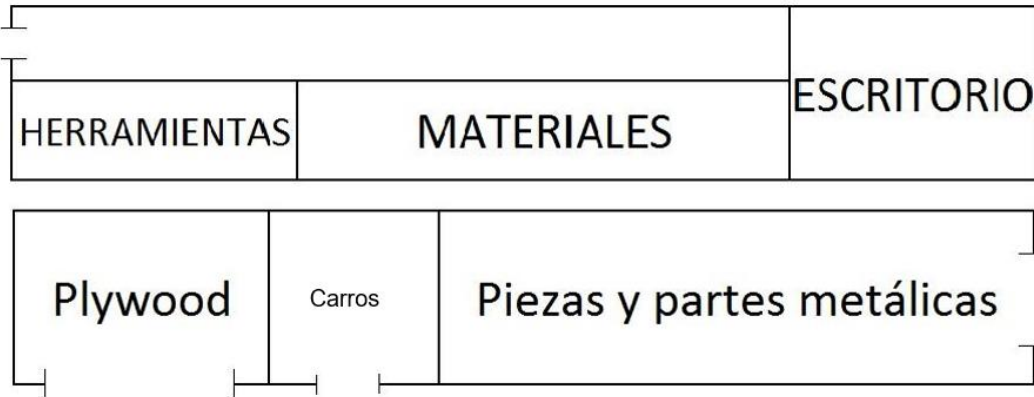 ESCRITORIO
HERRAMIENTAS
MATERIALES
Plywood
Carros
Piezas y partes metálicas